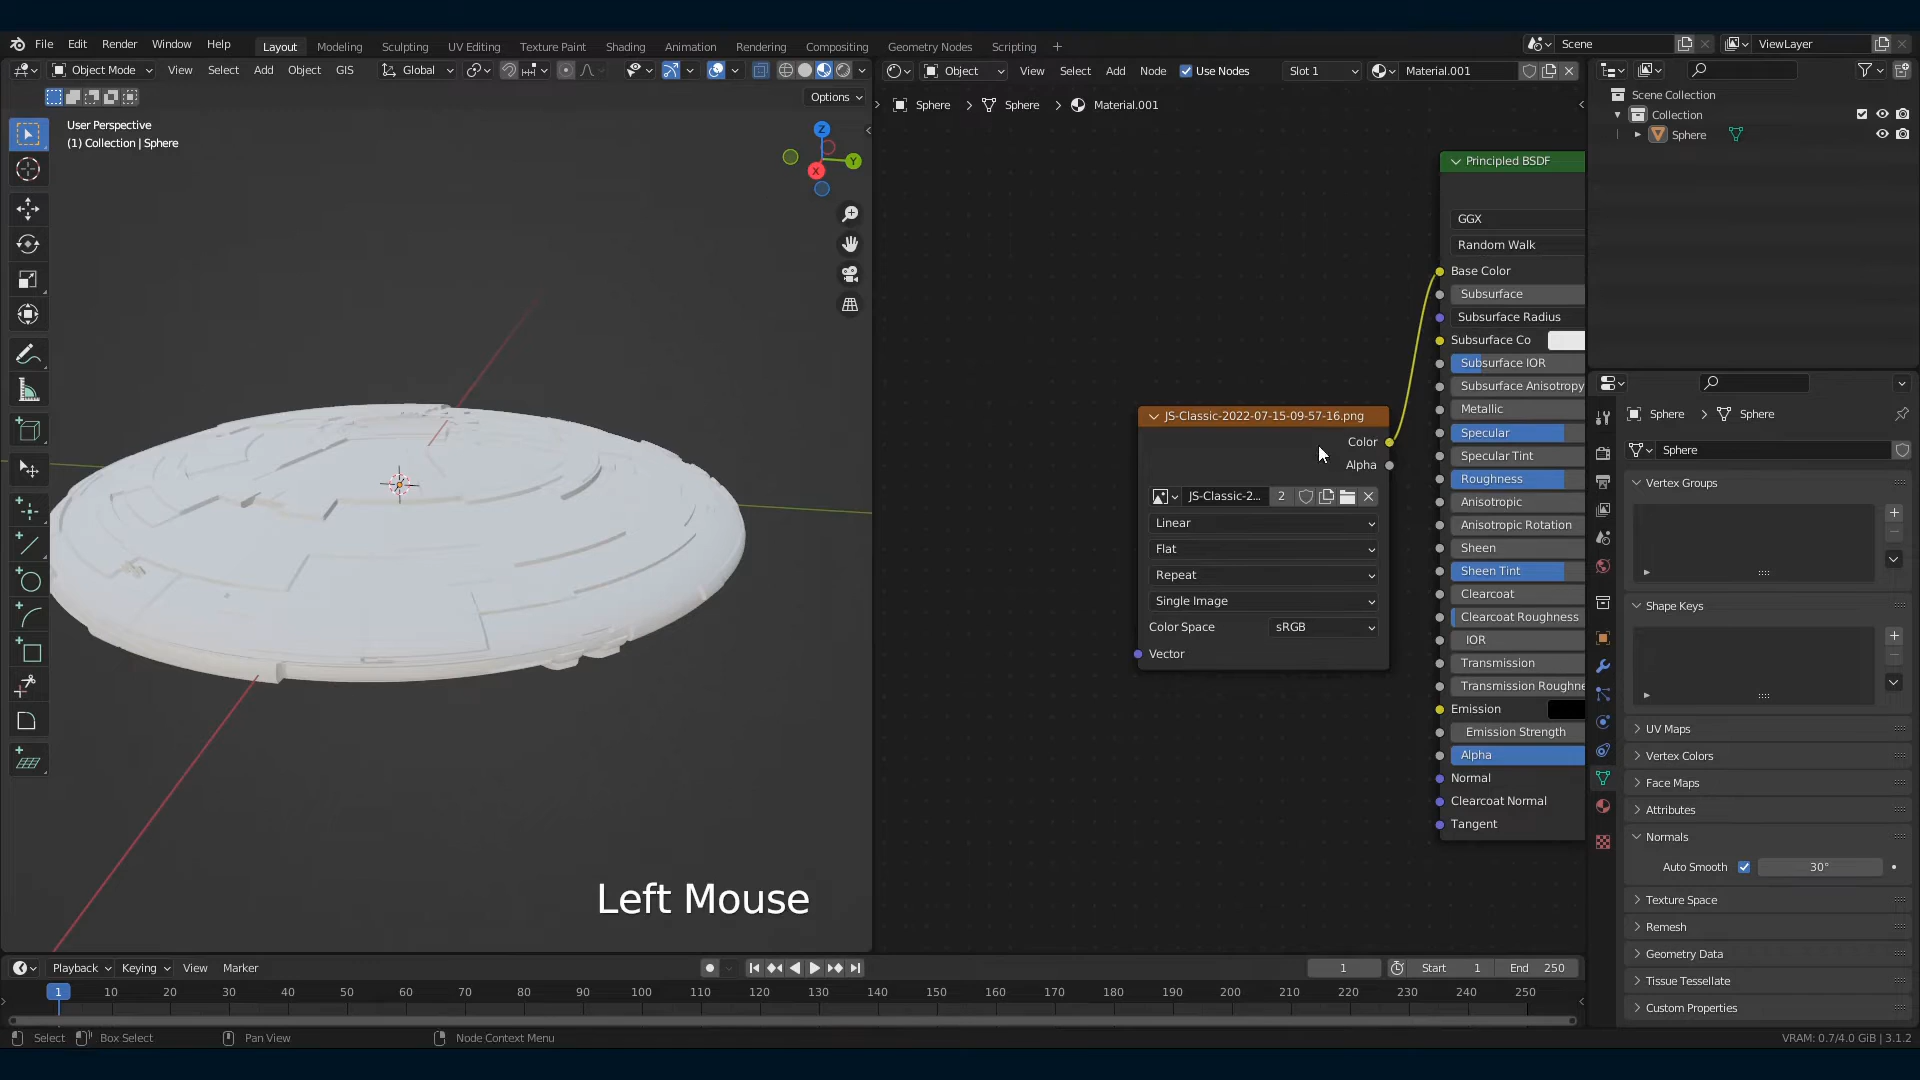 File Edit Render Window Help Layout Modeling Sculpting UV Editing Texture Paint Shading Animation Rendering Compositing Geometry Nodes Scripting + Scene ViewLayer
Object Mode View Select Add Object GIS Global Object View Select Add Node Use Nodes Slot 1 Material.001
Options
Sphere > Sphere > Material.001
Scene Collection
Collection
Sphere
User Perspective
(1) Collection | Sphere
Z
Y
X
Principled BSDF
GGX
Random Walk
Base Color
Subsurface
Subsurface Radius
Subsurface Co
Subsurface IOR
Subsurface Anisotropy
Metallic
Specular
Specular Tint
Roughness
Anisotropic
Anisotropic Rotation
Sheen
Sheen Tint
Clearcoat
Clearcoat Roughness
IOR
Transmission
Transmission Roughne
Emission
Emission Strength
Alpha
Normal
Clearcoat Normal
Tangent
JS-Classic-2022-07-15-09-57-16.png
Color
Alpha
JS-Classic-2... 2
Linear
Flat
Repeat
Single Image
Color Space sRGB
Vector
Sphere > Sphere
Sphere
Vertex Groups
Shape Keys
UV Maps
Vertex Colors
Face Maps
Attributes
Normals
Auto Smooth 30°
Texture Space
Remesh
Geometry Data
Tissue Tessellate
Custom Properties
Left Mouse
Playback Keying View Marker 1 Start 1 End 250
1 10 20 30 40 50 60 70 80 90 100 110 120 130 140 150 160 170 180 190 200 210 220 230 240 250
Select Box Select Pan View Node Context Menu VRAM: 0.7/4.0 GiB | 3.1.2